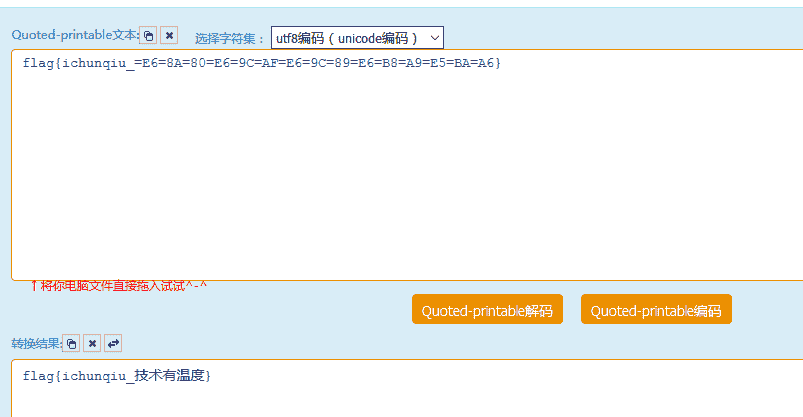 Quoted-printable文本: 选择字符集： utf8编码（unicode编码）
flag{ichunqiu_=E6=8A=80=E6=9C=AF=E6=9C=89=E6=B8=A9=E5=BA=A6}
↑将你电脑文件直接拖入试试^-^
Quoted-printable解码 Quoted-printable编码
转换结果:
flag{ichunqiu_技术有温度}